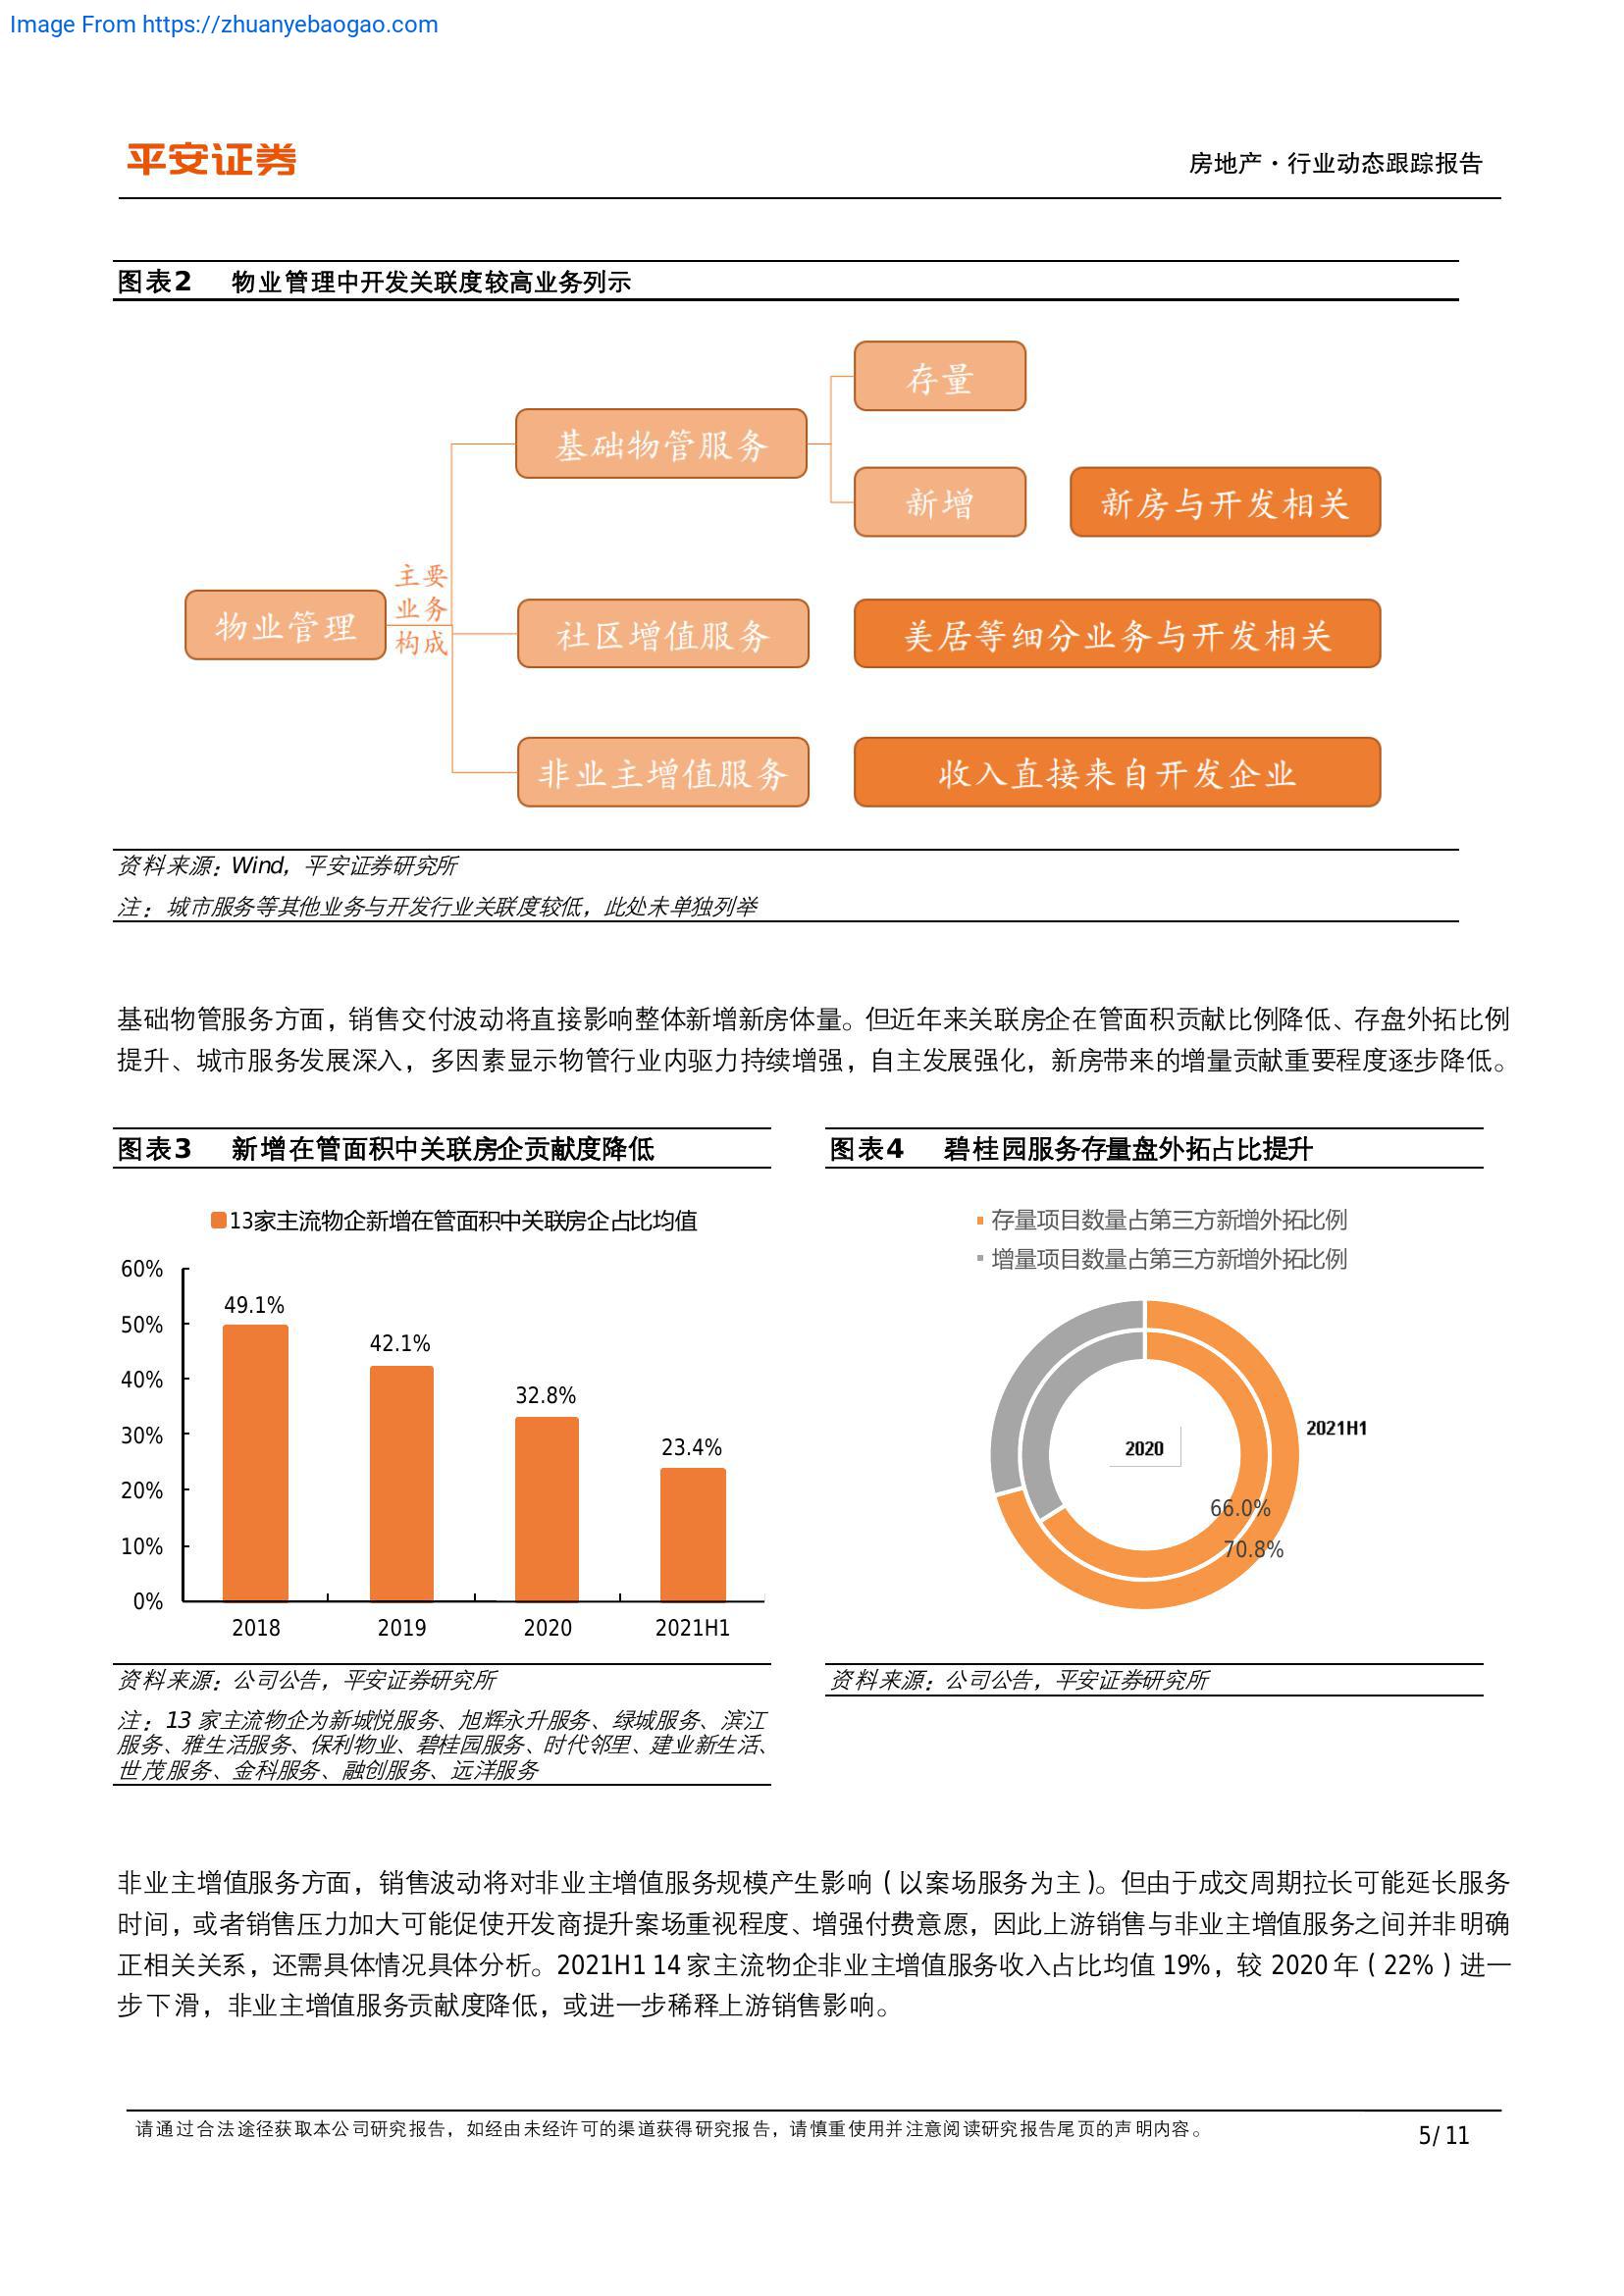 Image From https://zhuanyebaogao.com
平安证券
房地产·行业动态跟踪报告
图表2 物业管理中开发关联度较高业务列示
存量
基础物管服务
新增
新房与开发相关
主要
业务
构成
物业管理
社区增值服务
美居等细分业务与开发相关
非业主增值服务
收入直接来自开发企业
资料来源：Wind，平安证券研究所
注：城市服务等其他业务与开发行业关联度较低，此处未单独列举
基础物管服务方面，销售交付波动将直接影响整体新增新房体量。但近年来关联房企在管面积贡献比例降低、存盘外拓比例
提升、城市服务发展深入，多因素显示物管行业内驱力持续增强，自主发展强化，新房带来的增量贡献重要程度逐步降低。
图表3 新增在管面积中关联房企贡献度降低
13家主流物企新增在管面积中关联房企占比均值
60%
50%
40%
30%
20%
10%
0%
49.1%
42.1%
32.8%
23.4%
2018
2019
2020
2021H1
资料来源：公司公告，平安证券研究所
注：13 家主流物企为新城悦服务、旭辉永升服务、绿城服务、滨江
服务、雅生活服务、保利物业、碧桂园服务、时代邻里、建业新生活、
世茂服务、金科服务、融创服务、远洋服务
图表4 碧桂园服务存量盘外拓占比提升
存量项目数量占第三方新增外拓比例
增量项目数量占第三方新增外拓比例
2021H1
2020
66.0%
70.8%
资料来源：公司公告，平安证券研究所
非业主增值服务方面，销售波动将对非业主增值服务规模产生影响（以案场服务为主）。但由于成交周期拉长可能延长服务
时间，或者销售压力加大可能促使开发商提升案场重视程度、增强付费意愿，因此上游销售与非业主增值服务之间并非明确
正相关关系，还需具体情况具体分析。2021H1 14 家主流物企非业主增值服务收入占比均值 19%，较 2020 年（22%）进一
步下滑，非业主增值服务贡献度降低，或进一步稀释上游销售影响。
请通过合法途径获取本公司研究报告，如经由未经许可的渠道获得研究报告，请慎重使用并注意阅读研究报告尾页的声明内容。
5/ 11